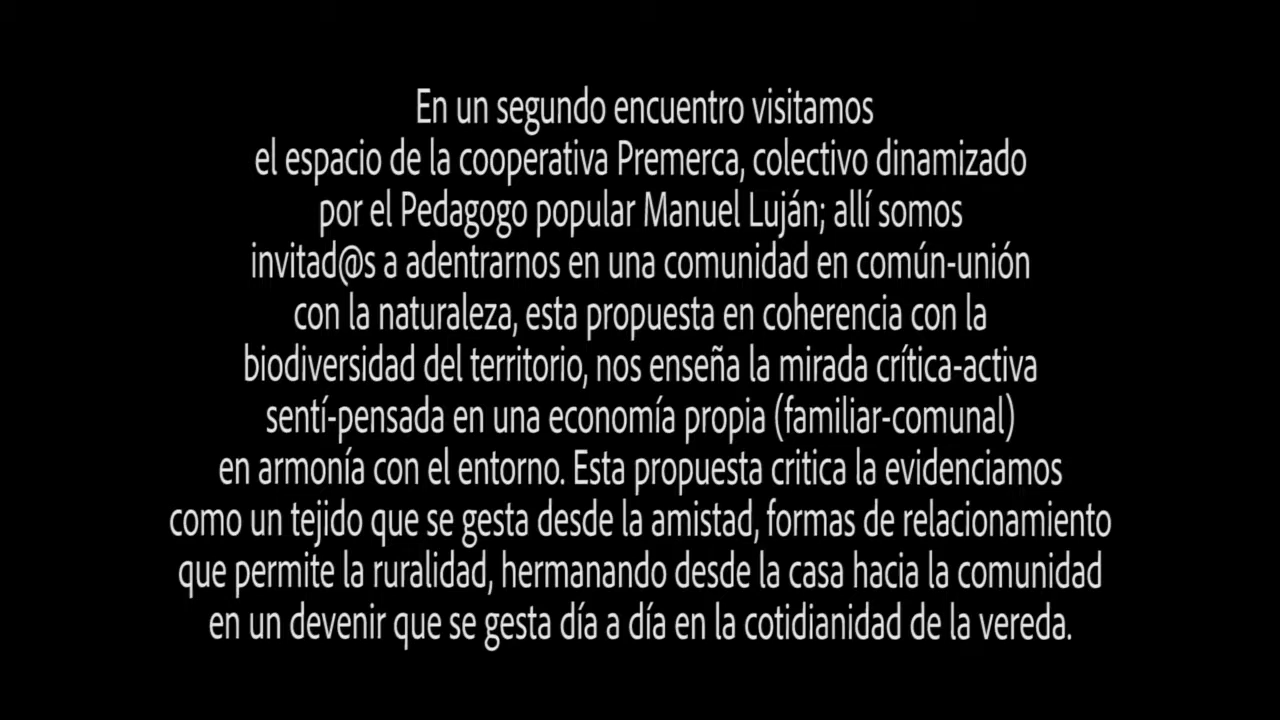 En un segundo encuentro visitamos
el espacio de la cooperativa Premerca, colectivo dinamizado
por el Pedagogo popular Manuel Luján; allí somos
invitad@s a adentrarnos en una comunidad en común-unión
con la naturaleza, esta propuesta en coherencia con la
biodiversidad del territorio, nos enseña la mirada crítica-activa
sentí-pensada en una economía propia (familiar-comunal)
en armonía con el entorno. Esta propuesta critica la evidenciamos
como un tejido que se gesta desde la amistad, formas de relacionamiento
que permite la ruralidad, hermanando desde la casa hacia la comunidad
en un devenir que se gesta día a día en la cotidianidad de la vereda.